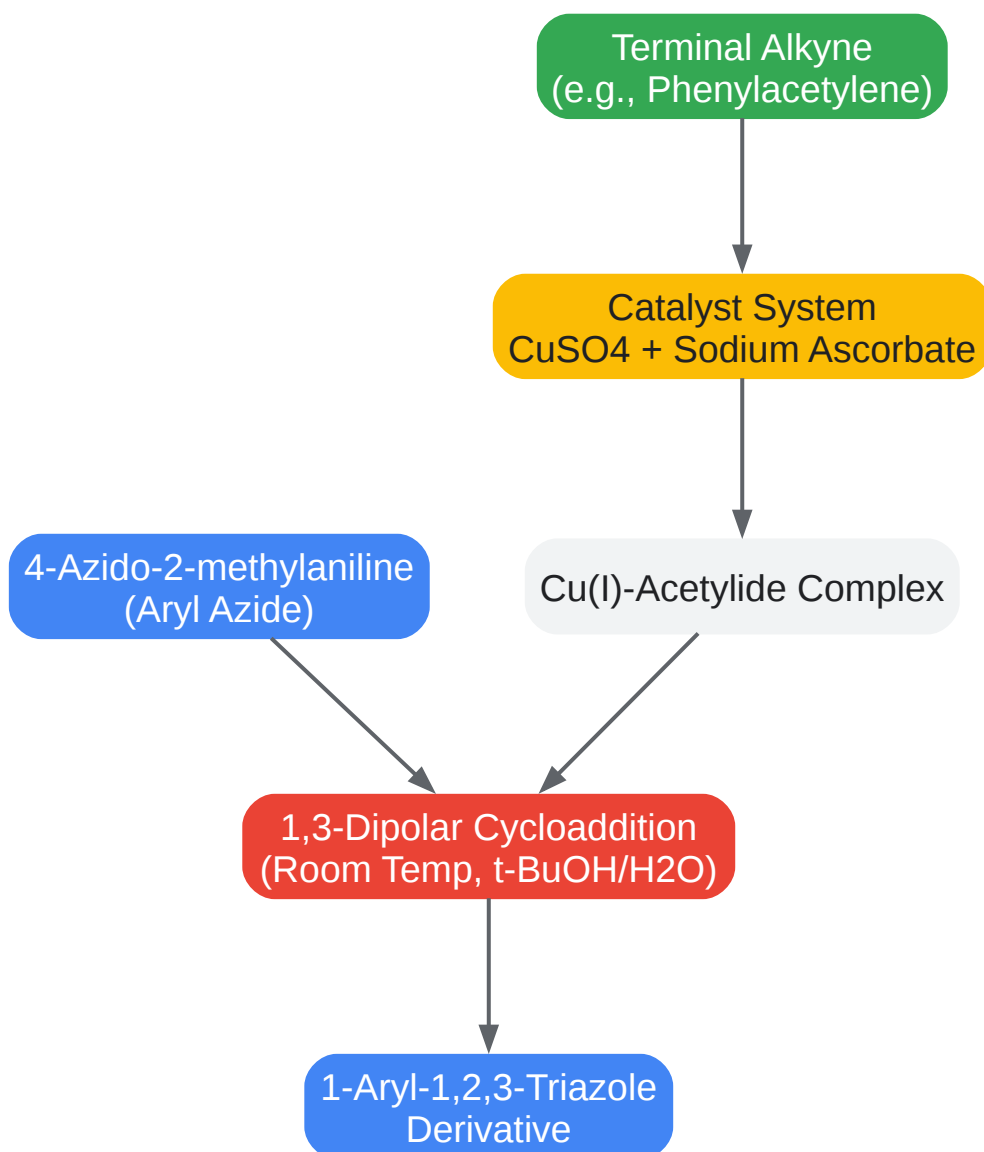 Terminal Alkyne
(e.g., Phenylacetylene)
Catalyst System
CuSO4 + Sodium Ascorbate
4-Azido-2-methylaniline
(Aryl Azide)
Cu(I)-Acetylide Complex
1,3-Dipolar Cycloaddition
(Room Temp, t-BuOH/H2O)
1-Aryl-1,2,3-Triazole
Derivative